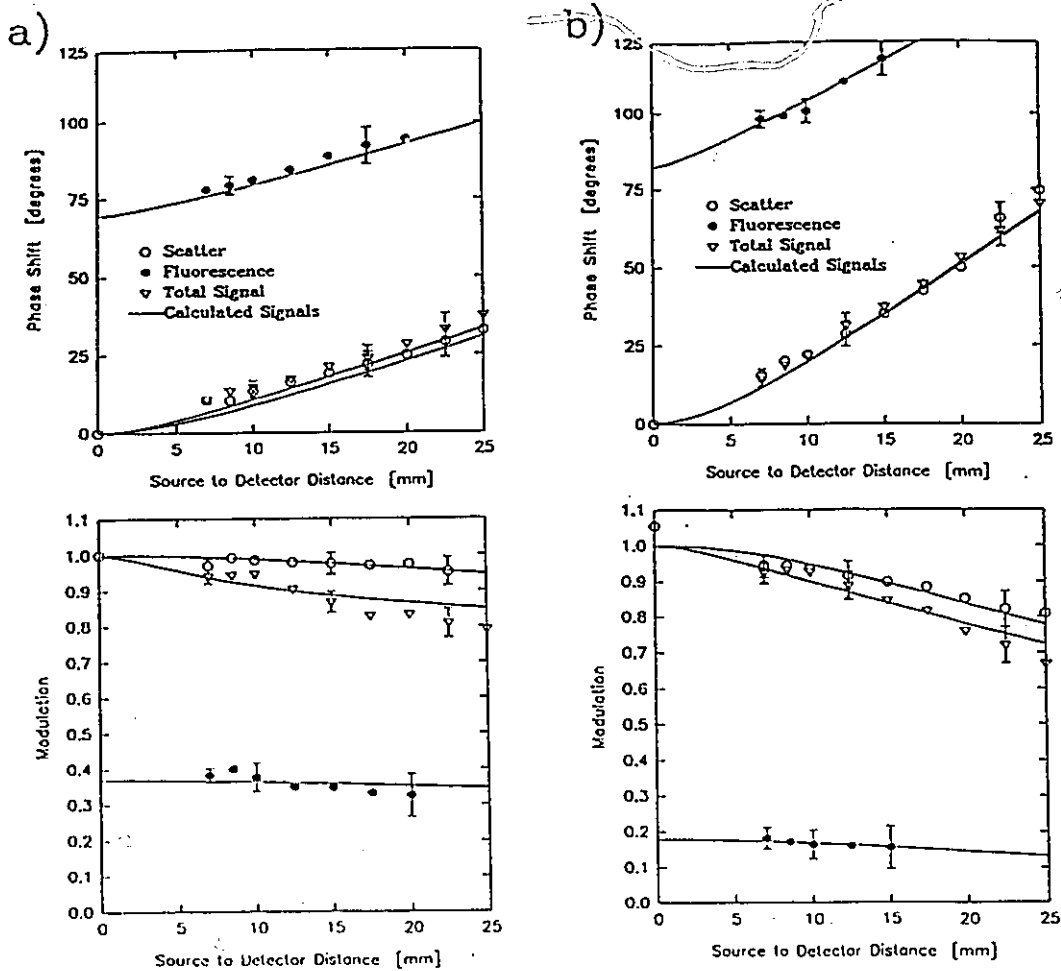 a)
125
100
75
50
25
0
Phase Shift [degrees]
Scatter
Fluorescence
Total Signal
Calculated Signals
0 5 10 15 20 25
Source to Detector Distance [mm]
b)
125
100
75
50
25
0
Phase Shift [degrees]
Scatter
Fluorescence
Total Signal
Calculated Signals
0 5 10 15 20 25
Source to Detector Distance [mm]
1.1
1.0
0.9
0.8
0.7
0.6
0.5
0.4
0.3
0.2
0.1
0.0
Modulation
0 5 10 15 20 25
Source to Detector Distance [mm]
1.1
1.0
0.9
0.8
0.7
0.6
0.5
0.4
0.3
0.2
0.1
0.0
Modulation
0 5 10 15 20 25
Source to Detector Distance [mm]